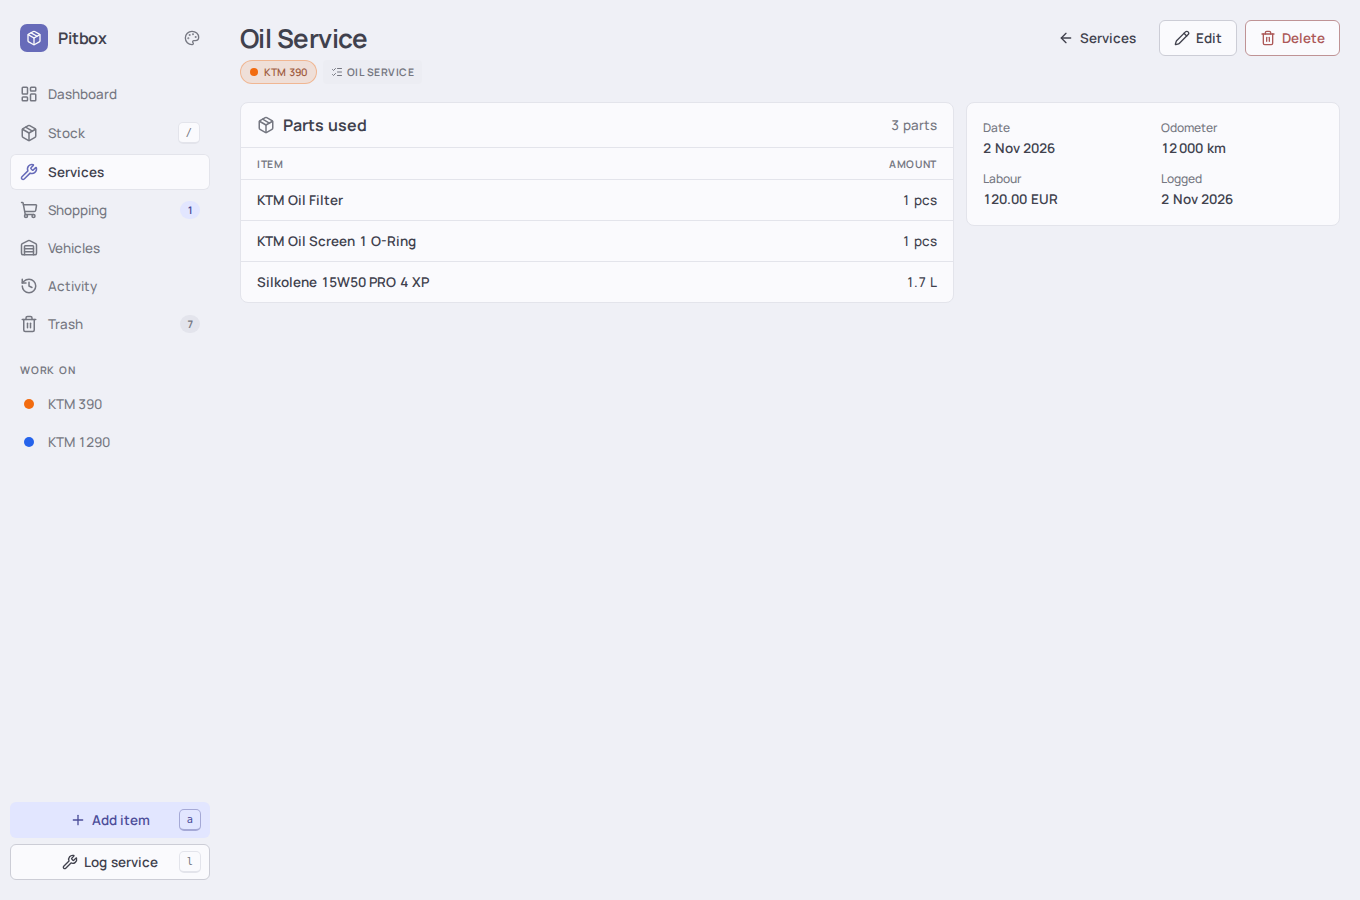 Pitbox
Dashboard
Stock /
Services
Shopping 1
Vehicles
Activity
Trash 7
WORK ON
KTM 390
KTM 1290
Add item a
Log service l
Oil Service
KTM 390 OIL SERVICE
Services Edit Delete
Parts used 3 parts
ITEM AMOUNT
KTM Oil Filter 1 pcs
KTM Oil Screen 1 O-Ring 1 pcs
Silkolene 15W50 PRO 4 XP 1.7 L
Date Odometer
2 Nov 2026 12 000 km
Labour Logged
120.00 EUR 2 Nov 2026